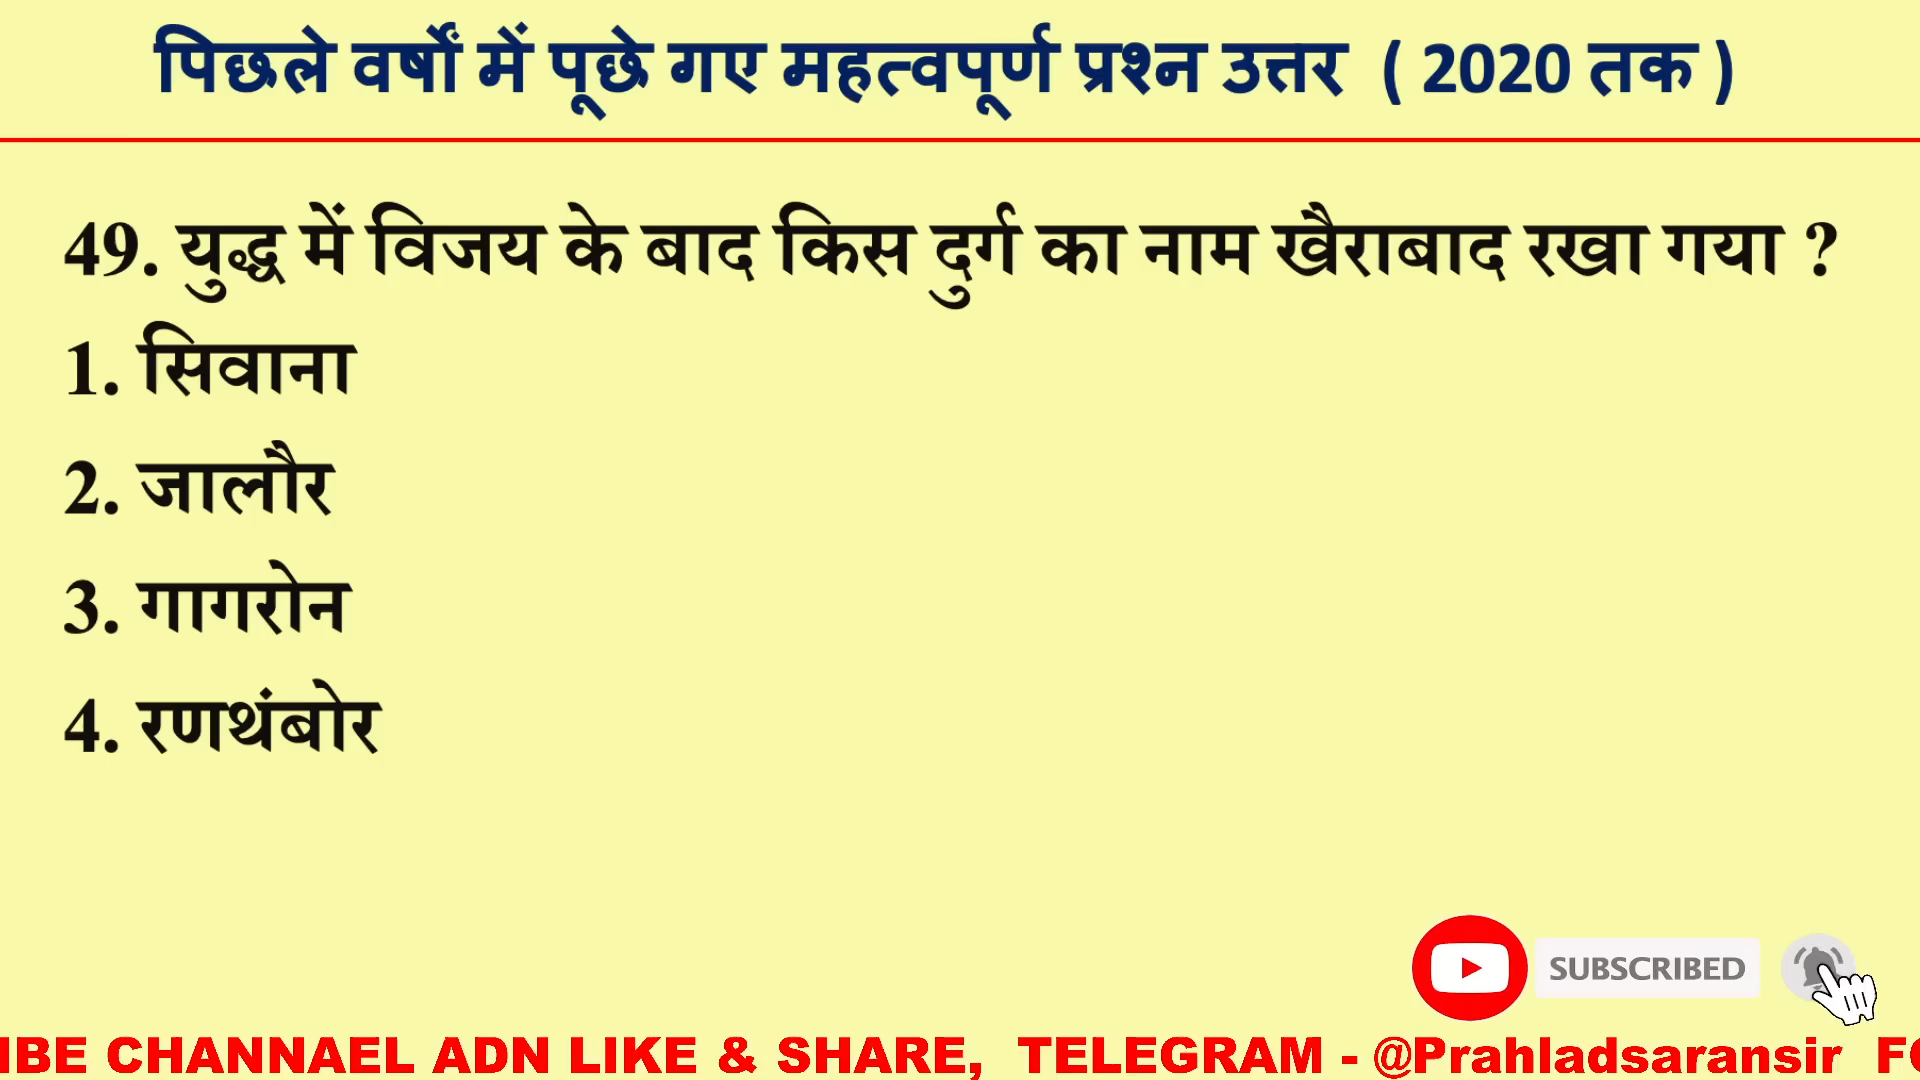 पिछले वर्षों में पूछे गए महत्वपूर्ण प्रश्न उत्तर ( 2020 तक )
49. युद्ध में विजय के बाद किस दुर्ग का नाम खैराबाद रखा गया ?
1. सिवाना
2. जालौर
3. गागरोन
4. रणथंबोर
SUBSCRIBED
CHANNAEL ADN LIKE & SHARE, TELEGRAM - @Prahladsaransir